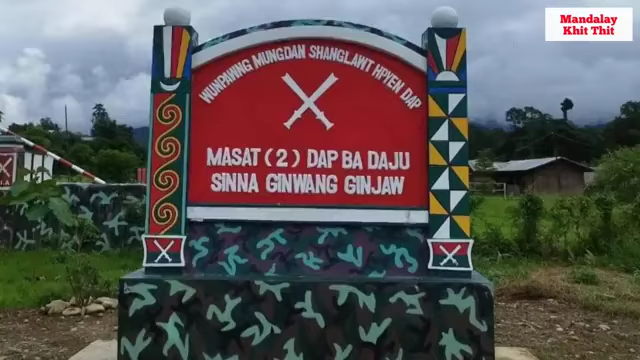 Mandalay
Khit Thit
WUNPAWNG MUNGDAN SHANGLAWT HPYEN DAP
MASAT (2) DAP BA DAJU
SINNA GINWANG GINJAW